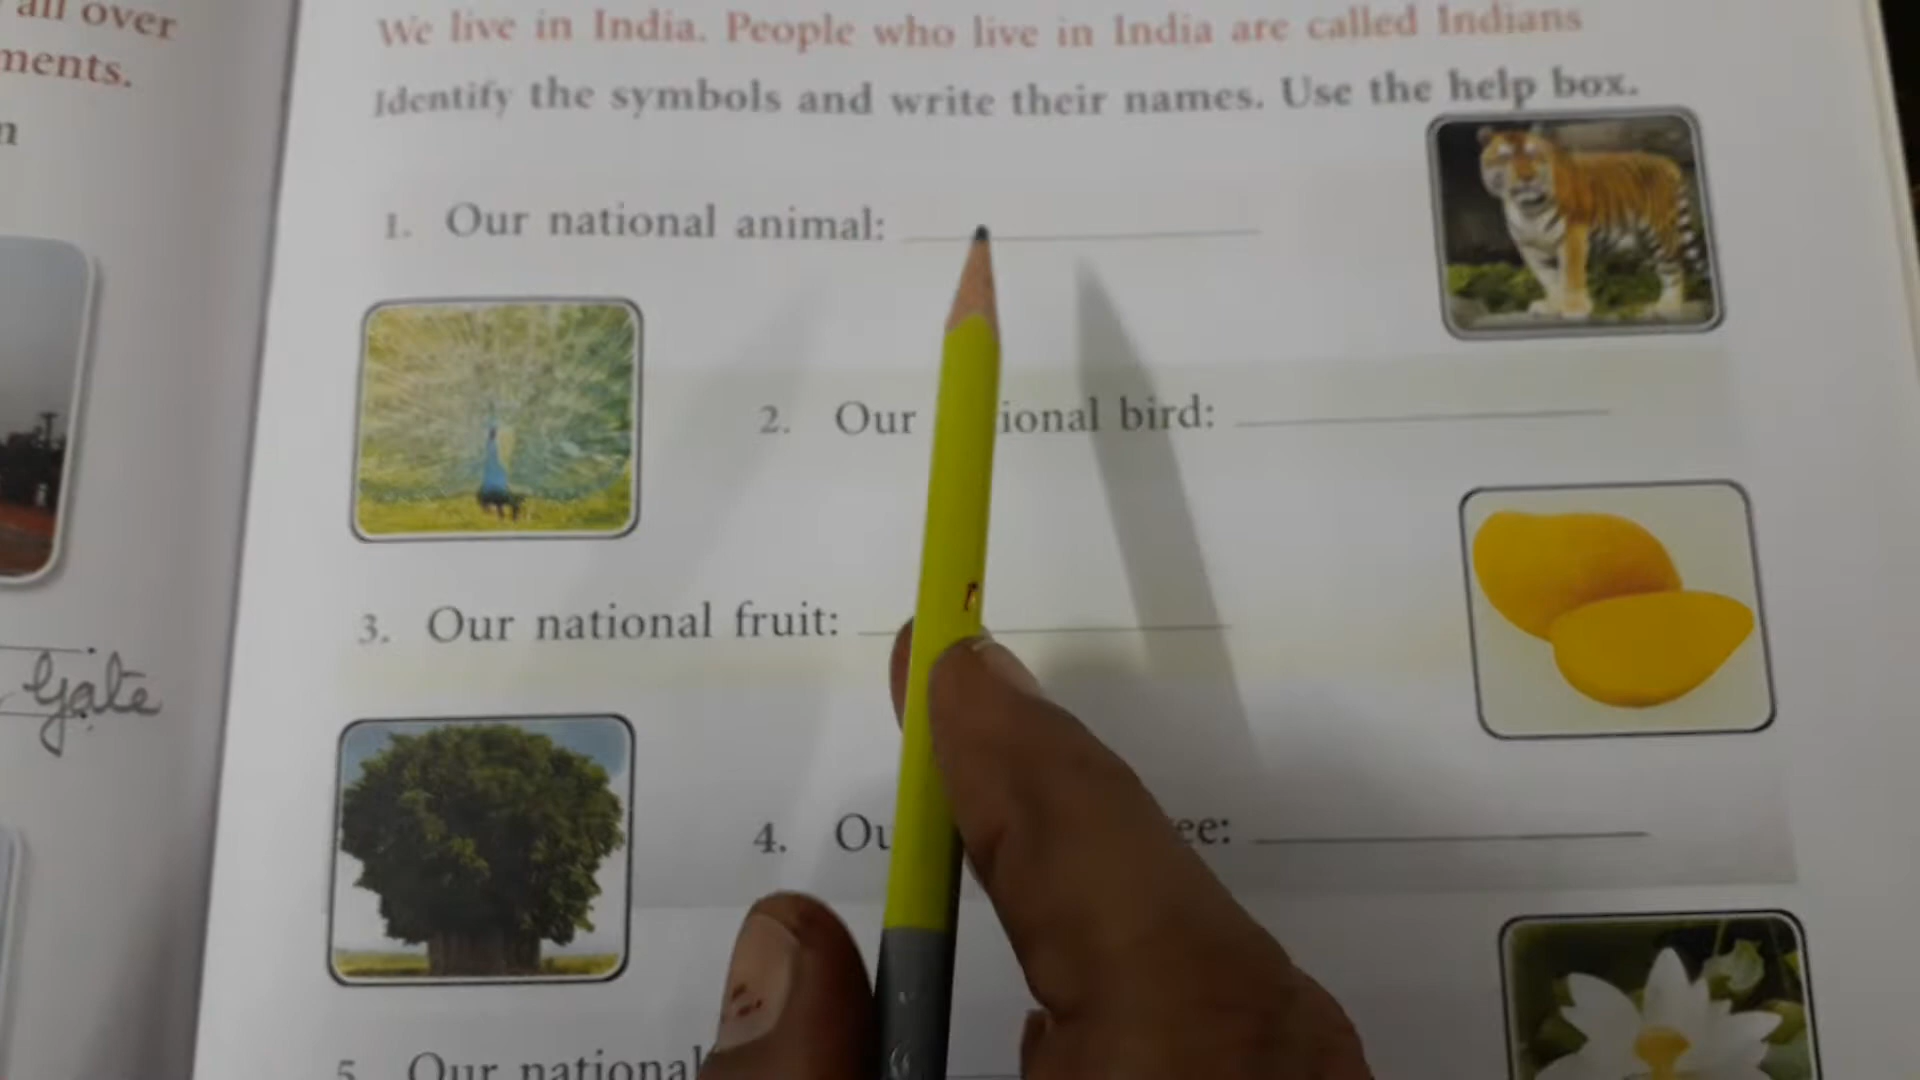 all over
ments.
n
Gate
We live in India. People who live in India are called Indians
Identify the symbols and write their names. Use the help box.
1. Our national animal:
2. Our ional bird:
3. Our national fruit:
4. Ou ee:
5. Our national